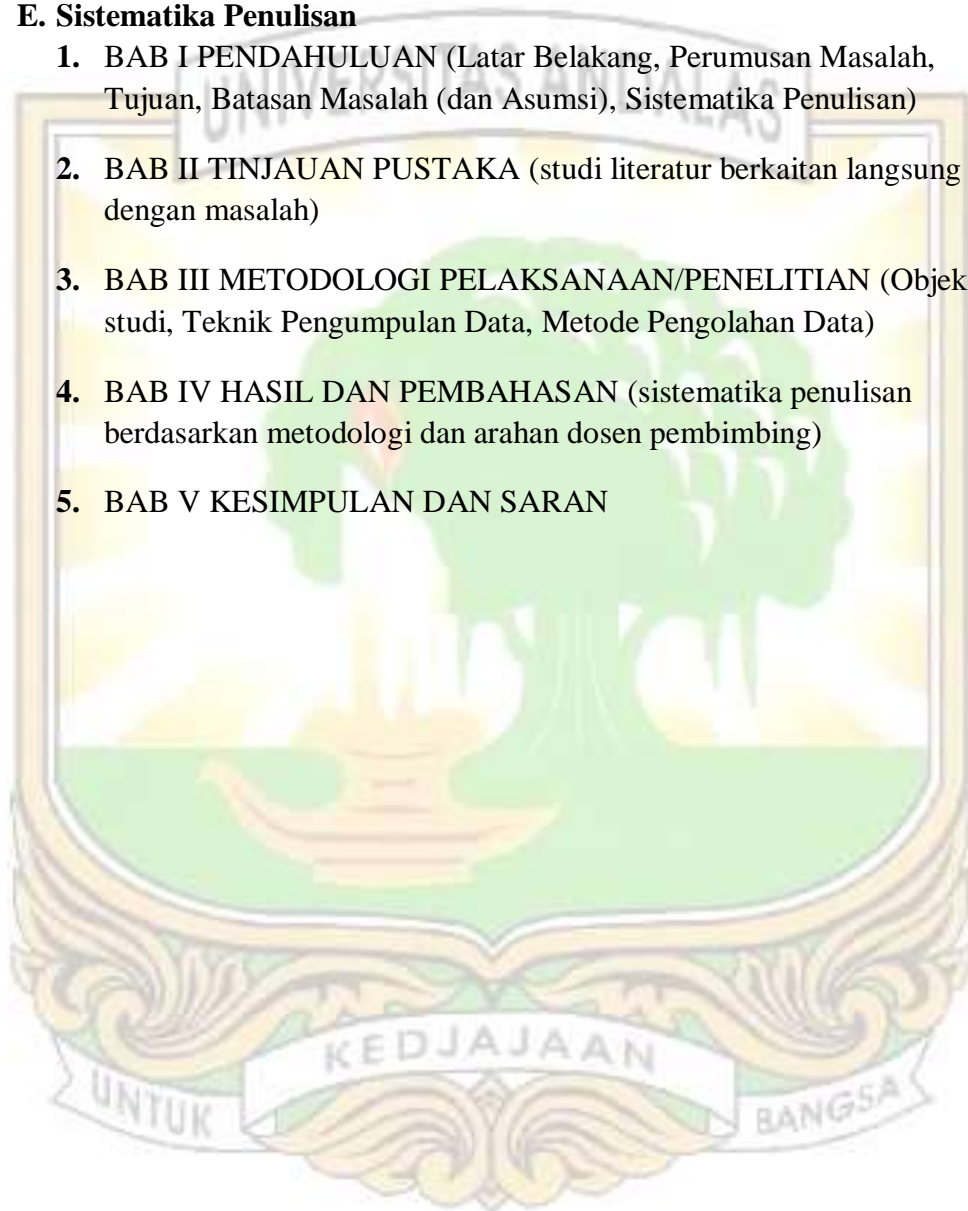 E. Sistematika Penulisan
1. BAB I PENDAHULUAN (Latar Belakang, Perumusan Masalah,
Tujuan, Batasan Masalah (dan Asumsi), Sistematika Penulisan)
2. BAB II TINJAUAN PUSTAKA (studi literatur berkaitan langsung
dengan masalah)
3. BAB III METODOLOGI PELAKSANAAN/PENELITIAN (Objek
studi, Teknik Pengumpulan Data, Metode Pengolahan Data)
4. BAB IV HASIL DAN PEMBAHASAN (sistematika penulisan
berdasarkan metodologi dan arahan dosen pembimbing)
5. BAB V KESIMPULAN DAN SARAN
UNIVERSITAS ANDALAS
UNTUK KEDJAJAAN BANGSA